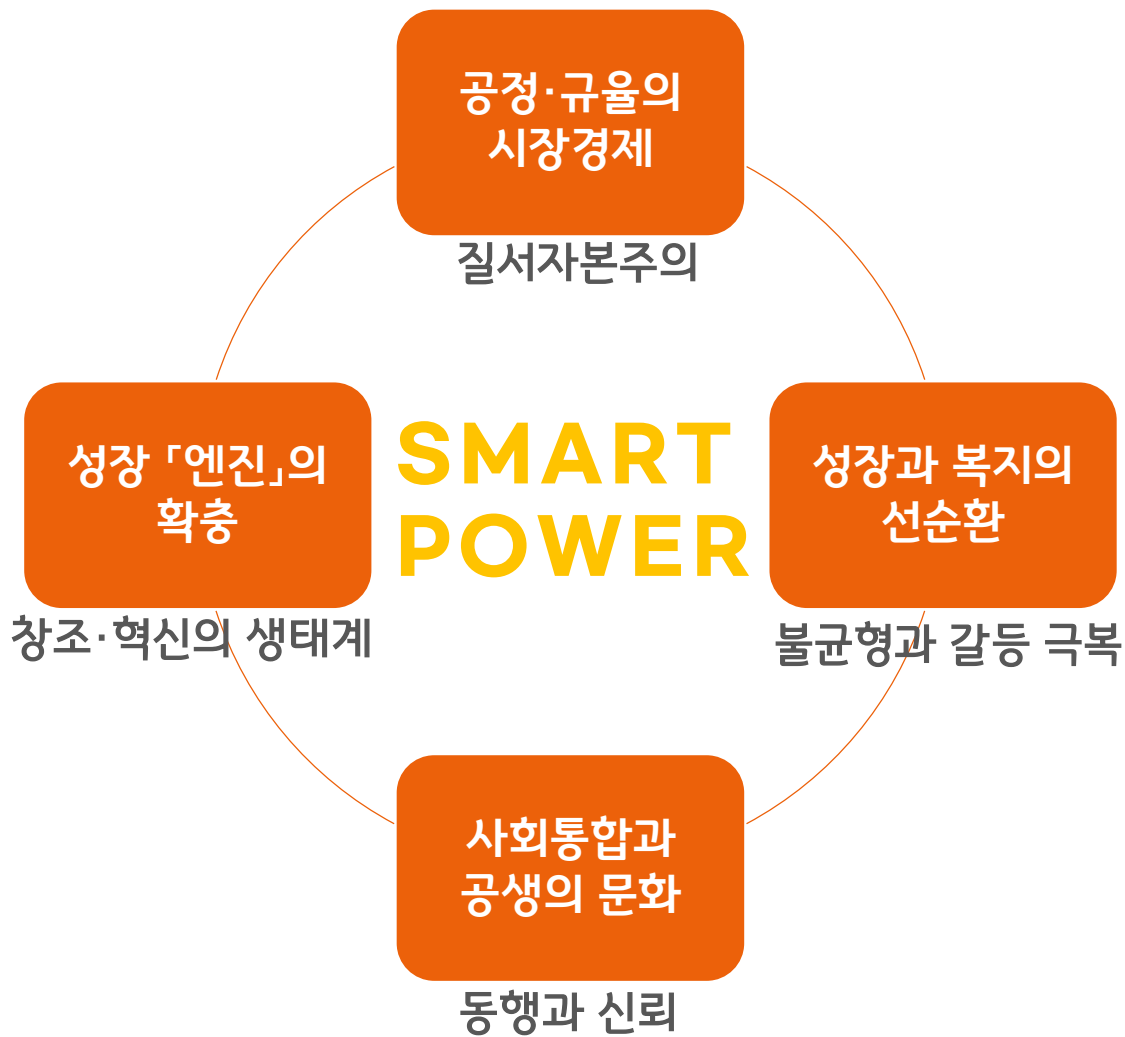 공정·규율의
시장경제
질서자본주의
성장 「엔진」의
확충
창조·혁신의 생태계
SMART
POWER
성장과 복지의
선순환
불균형과 갈등 극복
사회통합과
공생의 문화
동행과 신뢰